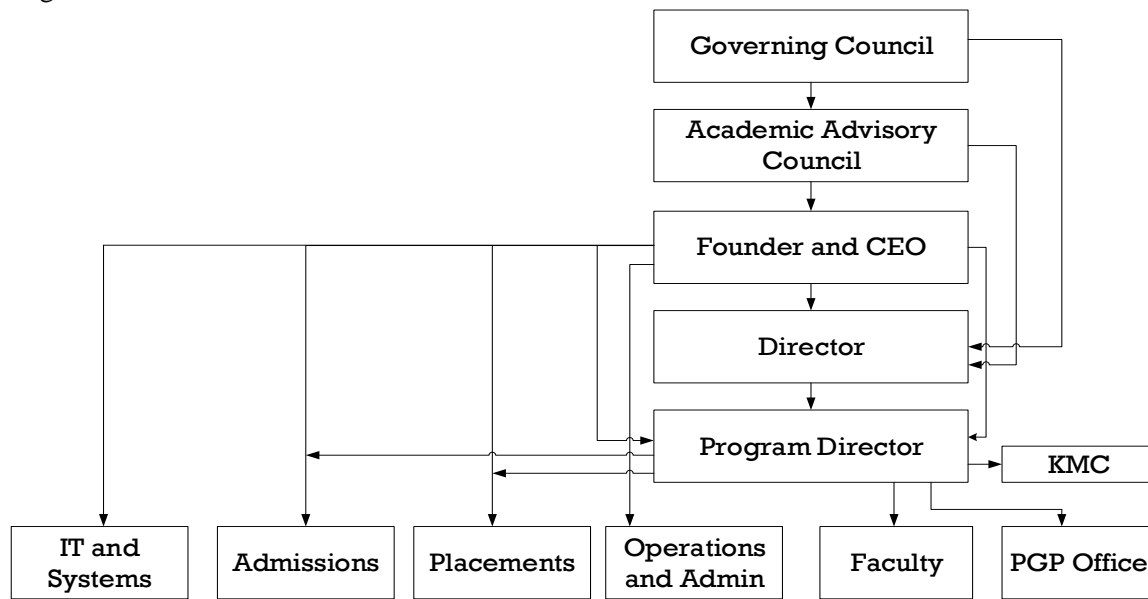 Governing Council
Academic Advisory
Council
Founder and CEO
Director
Program Director
KMC
IT and
Systems
Admissions
Placements
Operations
and Admin
Faculty
PGP Office